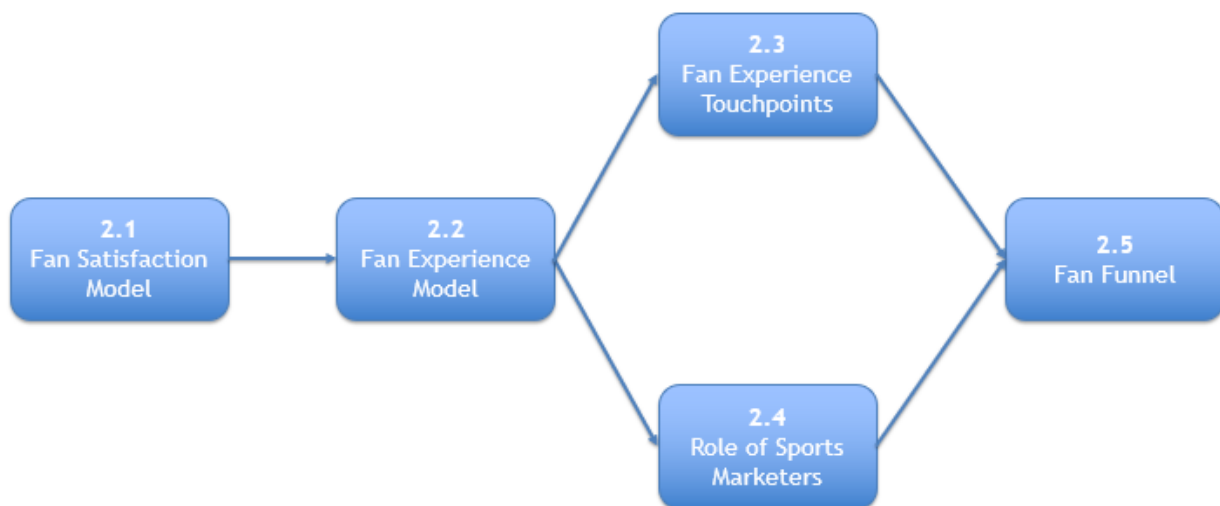 2.1
Fan Satisfaction
Model
2.2
Fan Experience
Model
2.3
Fan Experience
Touchpoints
2.4
Role of Sports
Marketers
2.5
Fan Funnel